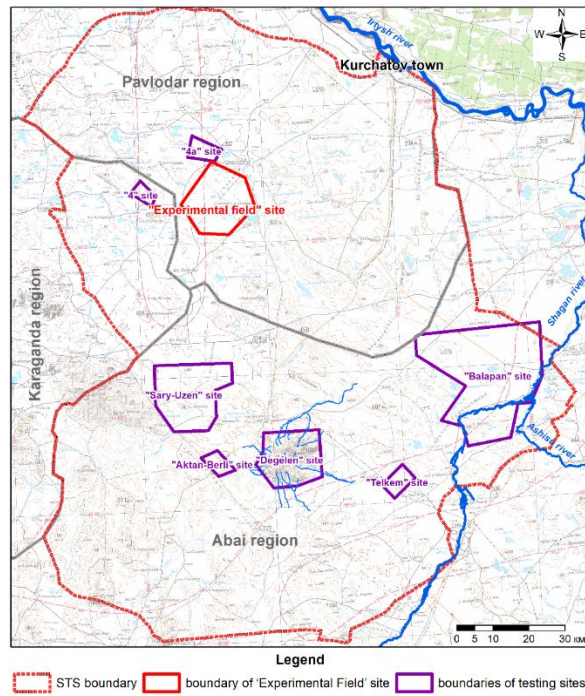 Irtysh river
N
W E
S
Kurchatov town
Pavlodar region
"4a" site
"4" site
"Experimental field" site
Karaganda region
Shagan river
"Balapan" site
"Sary-Uzen" site
"Aktan-Berli" site
"Degelen" site
"Telkem" site
Abai region
0 5 10 20 30 KM
Legend
STS boundary boundary of 'Experimental Field' site boundaries of testing sites